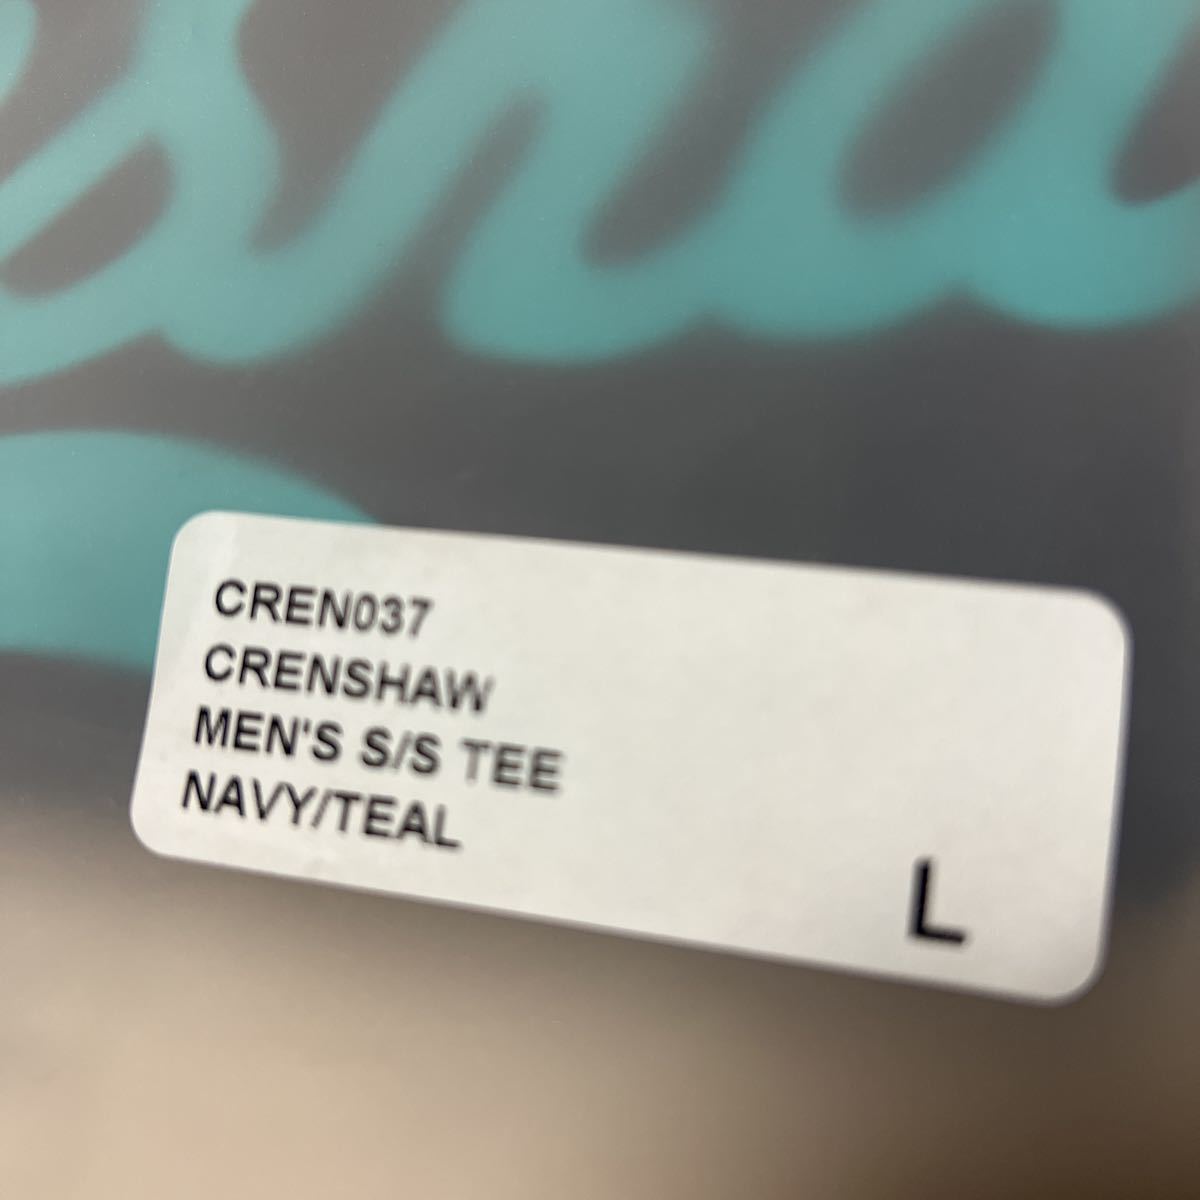 CREN037
CRENSHAW
MEN'S S/S TEE
NAVY/TEAL
L